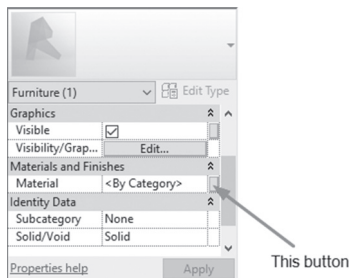 Furniture (1)
Edit Type
Graphics
Visible
Visibility/Grap... Edit...
Materials and Finishes
Material <By Category>
Identity Data
Subcategory None
Solid/Void Solid
Properties help Apply
This button